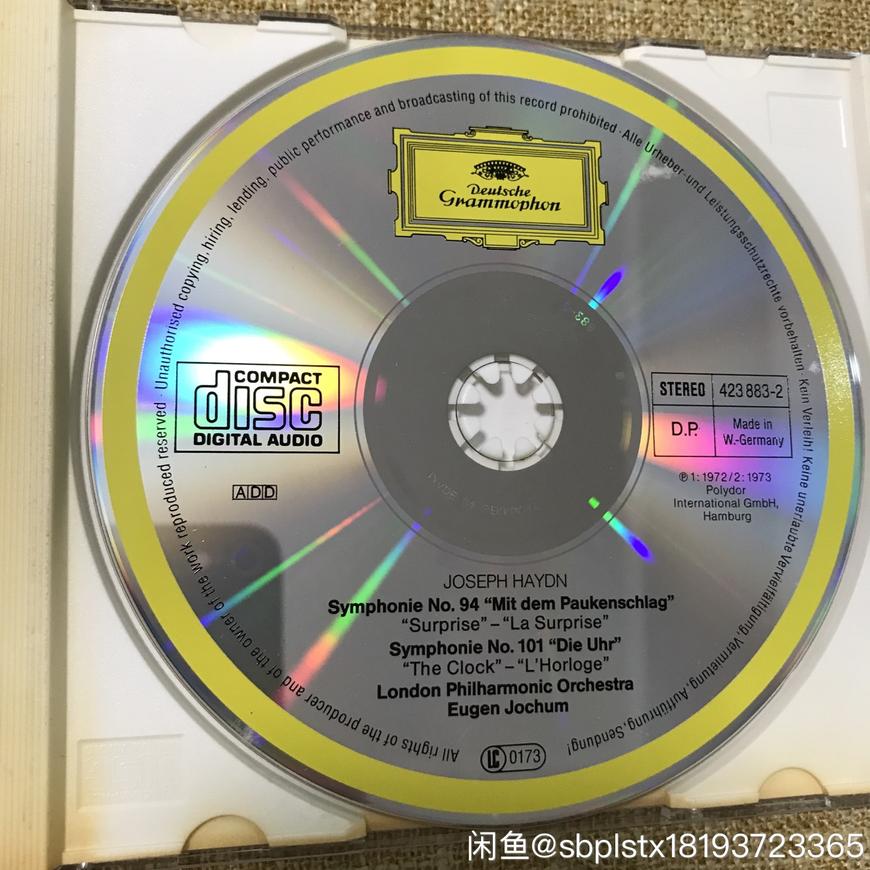 All rights of the producer and of the owner of the work reproduced reserved · Unauthorised copying, hiring, lending, public performance and broadcasting of this record prohibited · Alle Urheber- und Leistungsschutzrechte vorbehalten · Kein Verleih! Keine unerlaubte Vervielfältigung, Vermietung, Aufführung, Sendung!
Deutsche
Grammophon
COMPACT
disc
DIGITAL AUDIO
ADD
STEREO 423 883-2
D.P. Made in
W.-Germany
℗ 1: 1972/2: 1973
Polydor
International GmbH,
Hamburg
JOSEPH HAYDN
Symphonie No. 94 “Mit dem Paukenschlag”
“Surprise” – “La Surprise”
Symphonie No. 101 “Die Uhr”
“The Clock” – “L’Horloge”
London Philharmonic Orchestra
Eugen Jochum
LC 0173
闲鱼@sbplstx18193723365